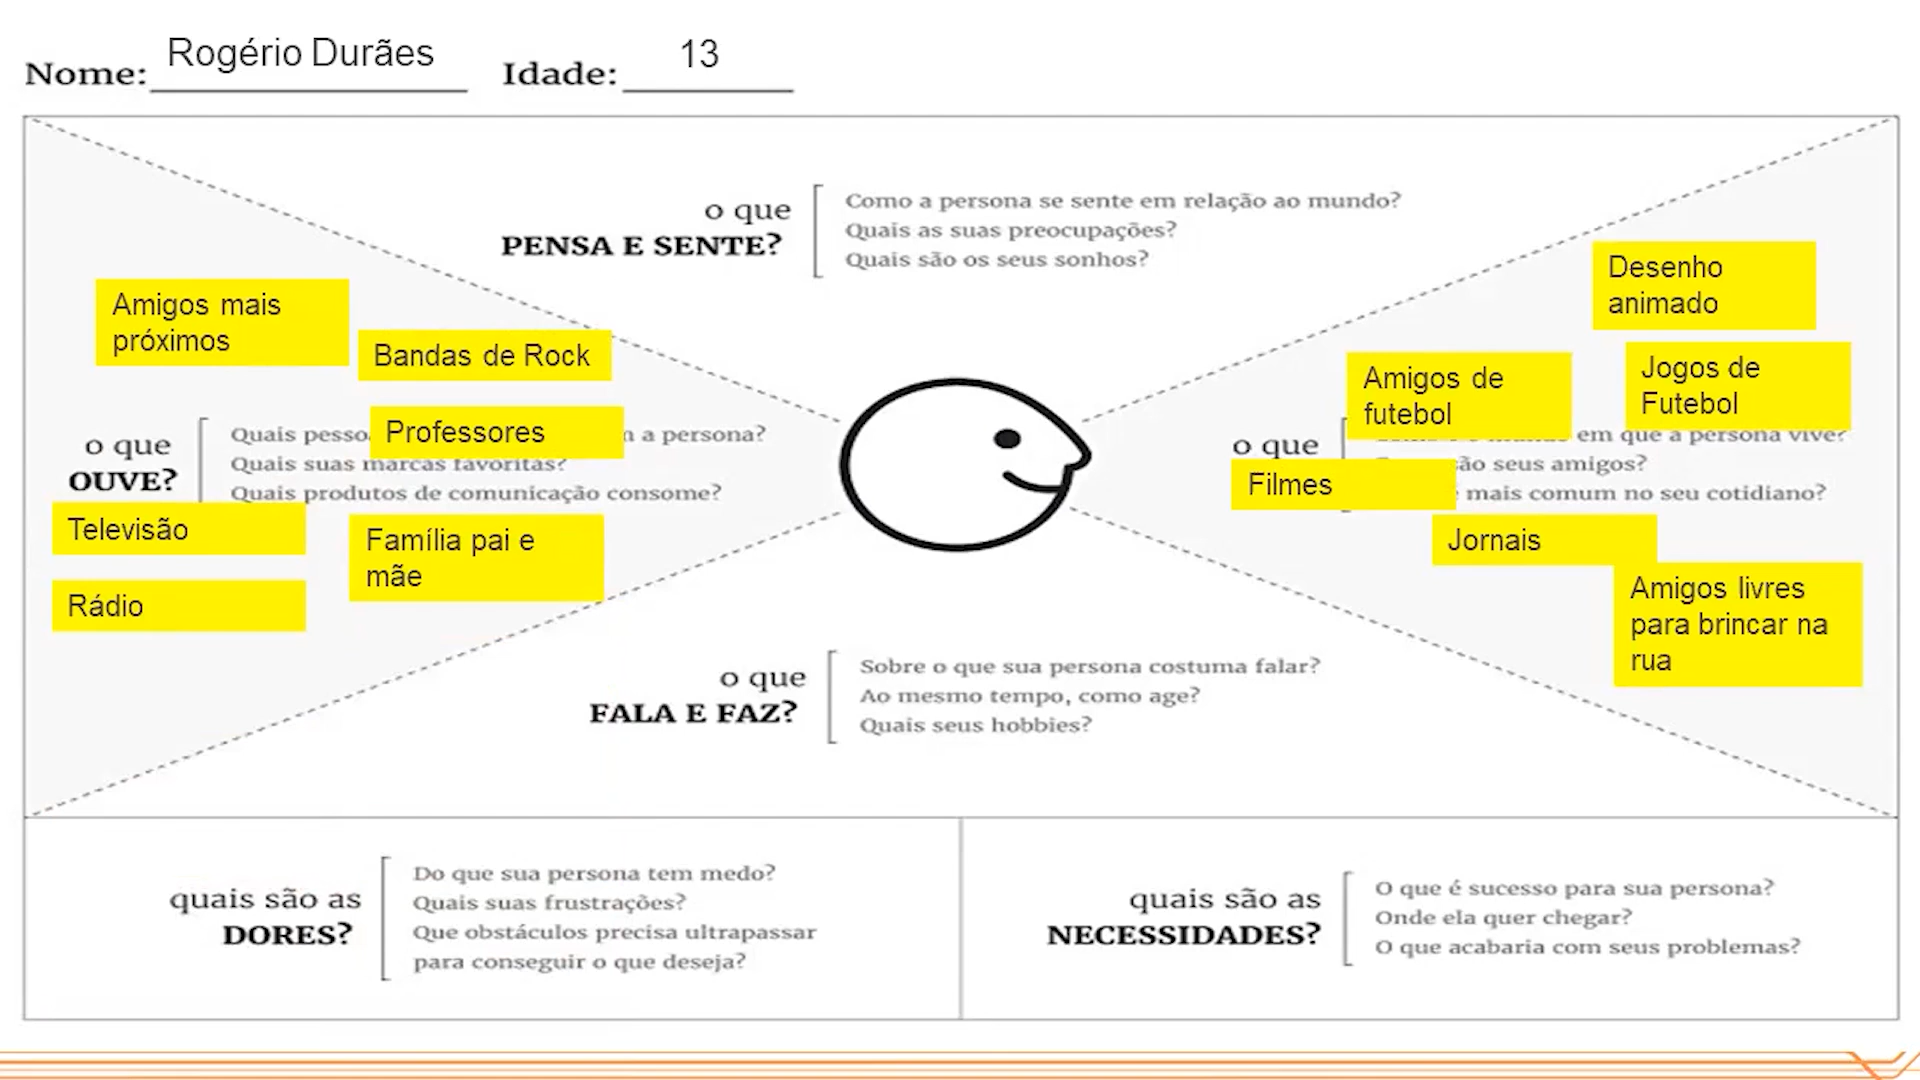 Nome: Rogério Durães Idade: 13
o que
PENSA E SENTE?
Como a persona se sente em relação ao mundo?
Quais as suas preocupações?
Quais são os seus sonhos?
Amigos mais
próximos
Bandas de Rock
Professores
o que
OUVE?
Quais a persona?
Quais suas marcas favoritas?
Quais produtos de comunicação consome?
Televisão
Família pai e
mãe
Rádio
Desenho
animado
Amigos de
futebol
Jogos de
Futebol
o que
em que a persona vive?
seus amigos?
mais comum no seu cotidiano?
Filmes
Jornais
Amigos livres
para brincar na
rua
o que
FALA E FAZ?
Sobre o que sua persona costuma falar?
Ao mesmo tempo, como age?
Quais seus hobbies?
quais são as
DORES?
Do que sua persona tem medo?
Quais suas frustrações?
Que obstáculos precisa ultrapassar
para conseguir o que deseja?
quais são as
NECESSIDADES?
O que é sucesso para sua persona?
Onde ela quer chegar?
O que acabaria com seus problemas?